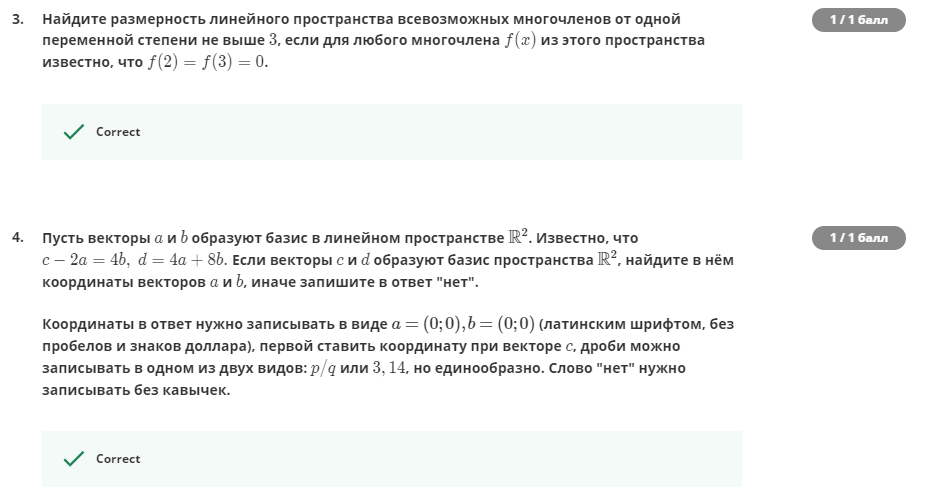 3. Найдите размерность линейного пространства всевозможных многочленов от одной
1 / 1 балл
переменной степени не выше 3, если для любого многочлена f(x) из этого пространства
известно, что f(2) = f(3) = 0.
Correct
4. Пусть векторы a и b образуют базис в линейном пространстве ℝ². Известно, что
1 / 1 балл
c − 2a = 4b, d = 4a + 8b. Если векторы c и d образуют базис пространства ℝ², найдите в нём
координаты векторов a и b, иначе запишите в ответ "нет".
Координаты в ответ нужно записывать в виде a = (0; 0), b = (0; 0) (латинским шрифтом, без
пробелов и знаков доллара), первой ставить координату при векторе c, дроби можно
записывать в одном из двух видов: p/q или 3, 14, но единообразно. Слово "нет" нужно
записывать без кавычек.
Correct